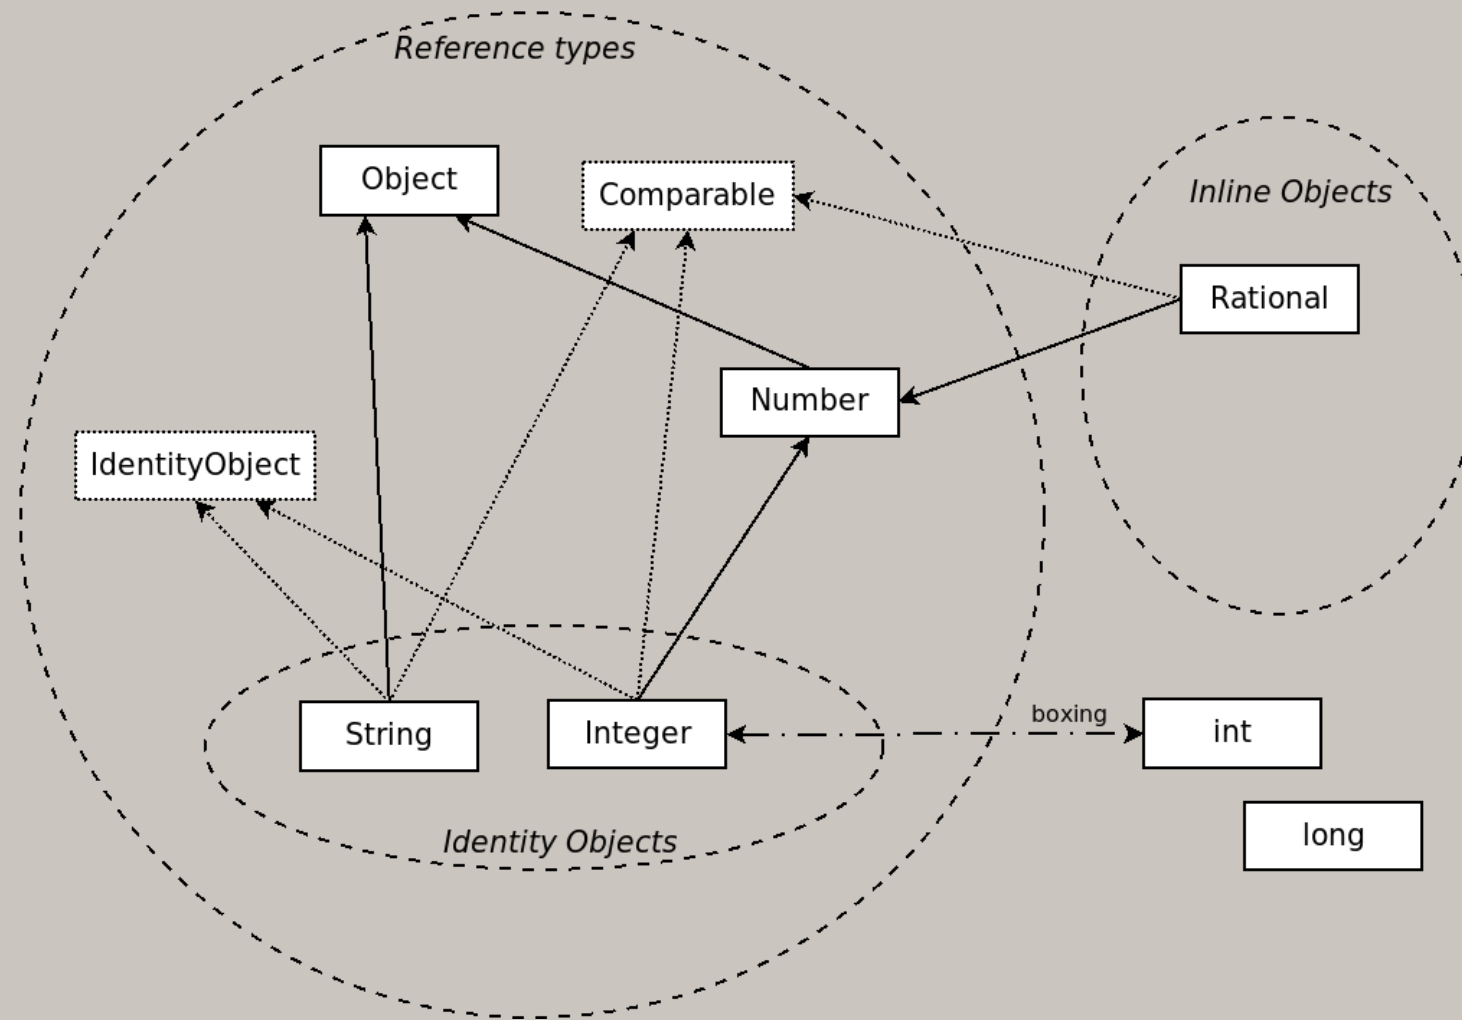 Reference types
Object
Comparable
Inline Objects
Rational
Number
IdentityObject
String
Integer
boxing
int
long
Identity Objects